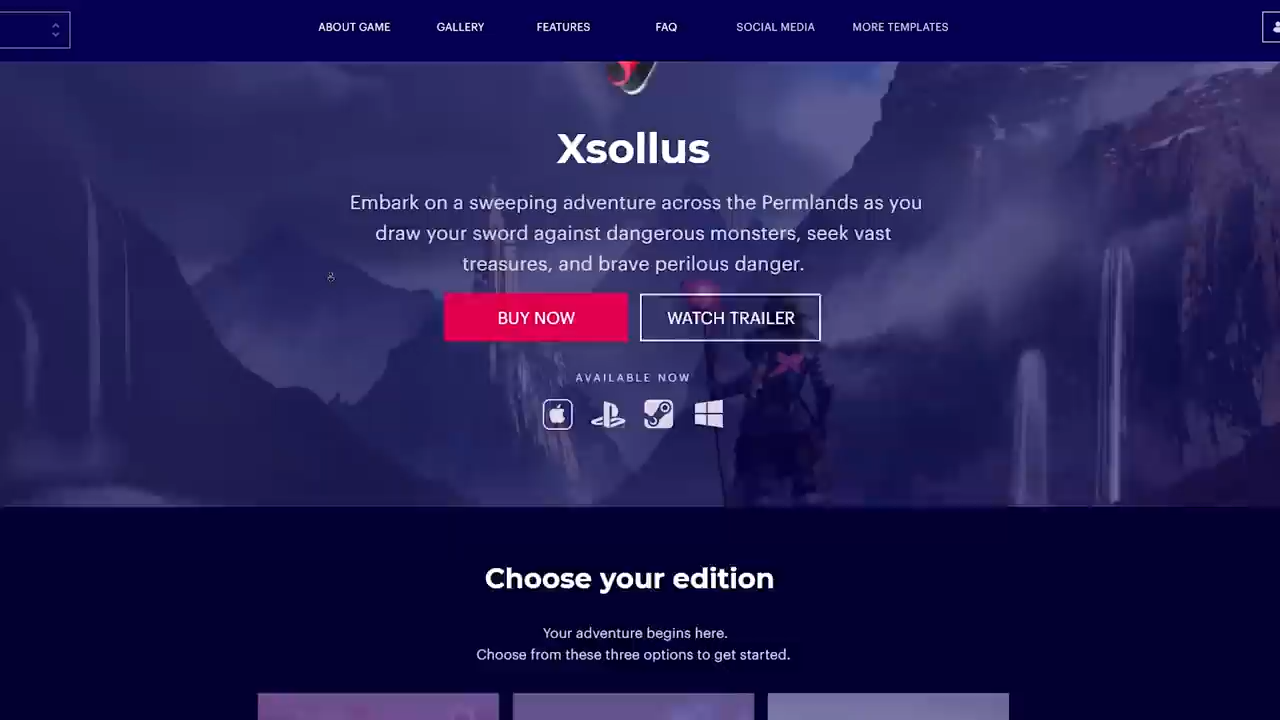 ABOUT GAME GALLERY FEATURES FAQ SOCIAL MEDIA MORE TEMPLATES
Xsollus
Embark on a sweeping adventure across the Permlands as you
draw your sword against dangerous monsters, seek vast
treasures, and brave perilous danger.
BUY NOW WATCH TRAILER
AVAILABLE NOW
Choose your edition
Your adventure begins here.
Choose from these three options to get started.